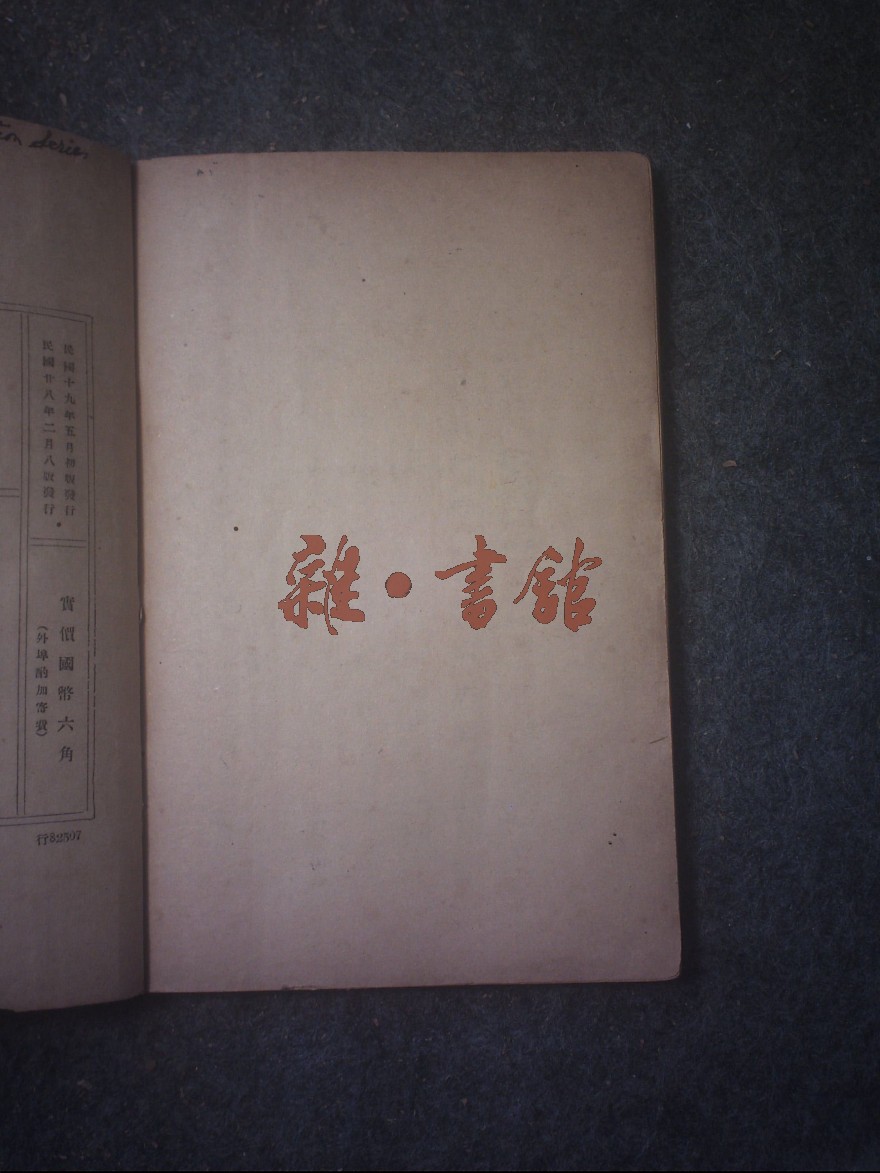 民國十九年五月初版發行
民國廿八年二月八版發行
實價國幣六角
(外埠酌加寄費)
行82507
雜·書館